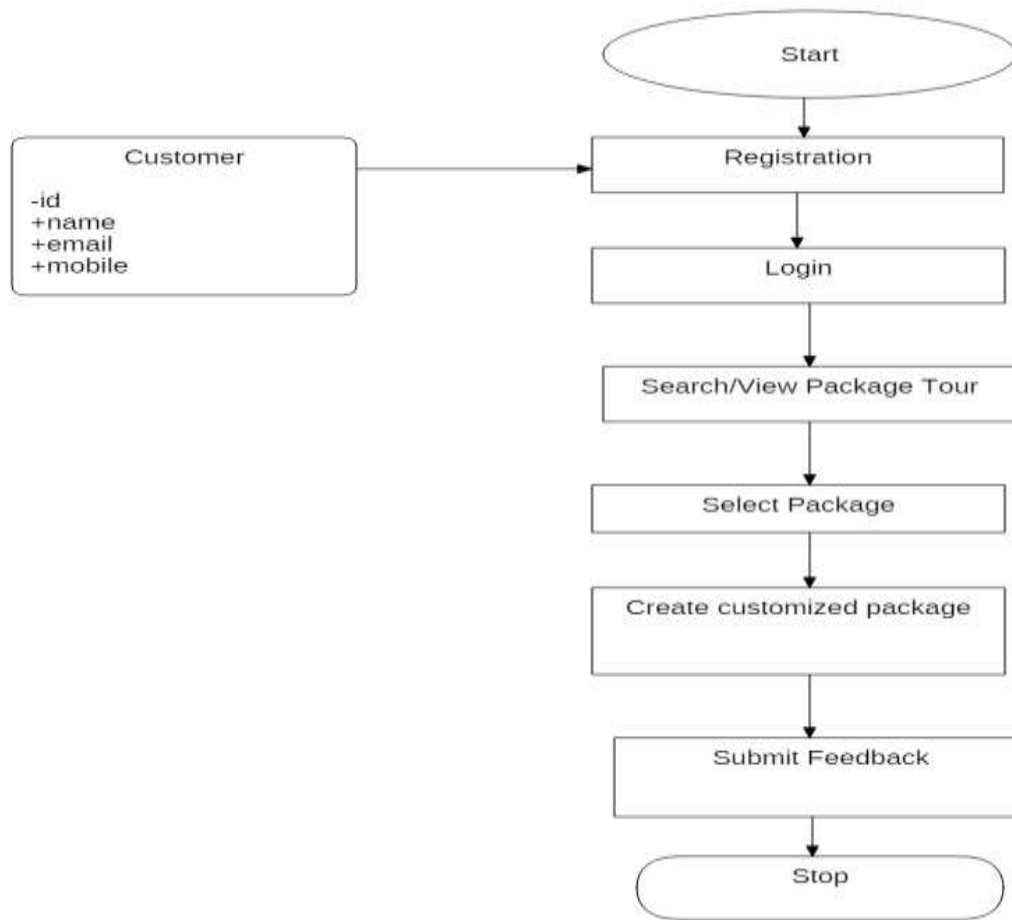 Start
Customer
-id
+name
+email
+mobile
Registration
Login
Search/View Package Tour
Select Package
Create customized package
Submit Feedback
Stop